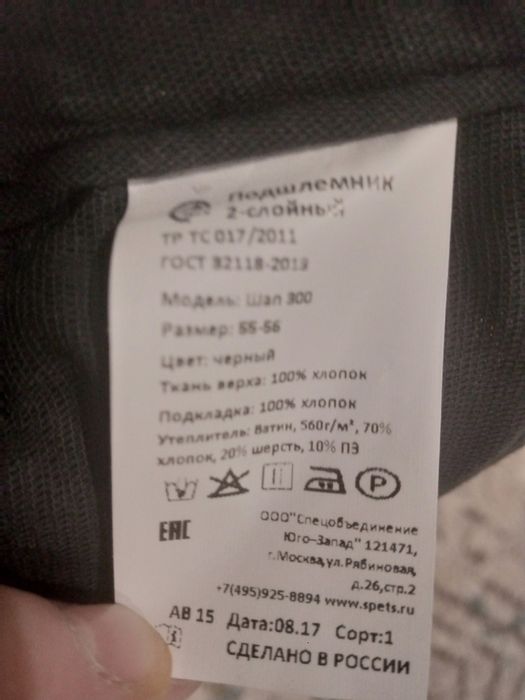 подшлемник
2-слойный
ТР ТС 017/2011
ГОСТ 32118-2013
Модель: Шап 300
Размер: 55-56
Цвет: черный
Ткань верха: 100% хлопок
Подкладка: 100% хлопок
Утеплитель: ватин, 560г/м², 70%
хлопок, 20% шерсть, 10% ПЭ
P
EAC
ООО"Спецобъединение
Юго-Запад" 121471,
г.Москва,ул.Рябиновая,
д.26,стр.2
+7(495)925-8894 www.spets.ru
АВ 15 Дата:08.17 Сорт:1
СДЕЛАНО В РОССИИ